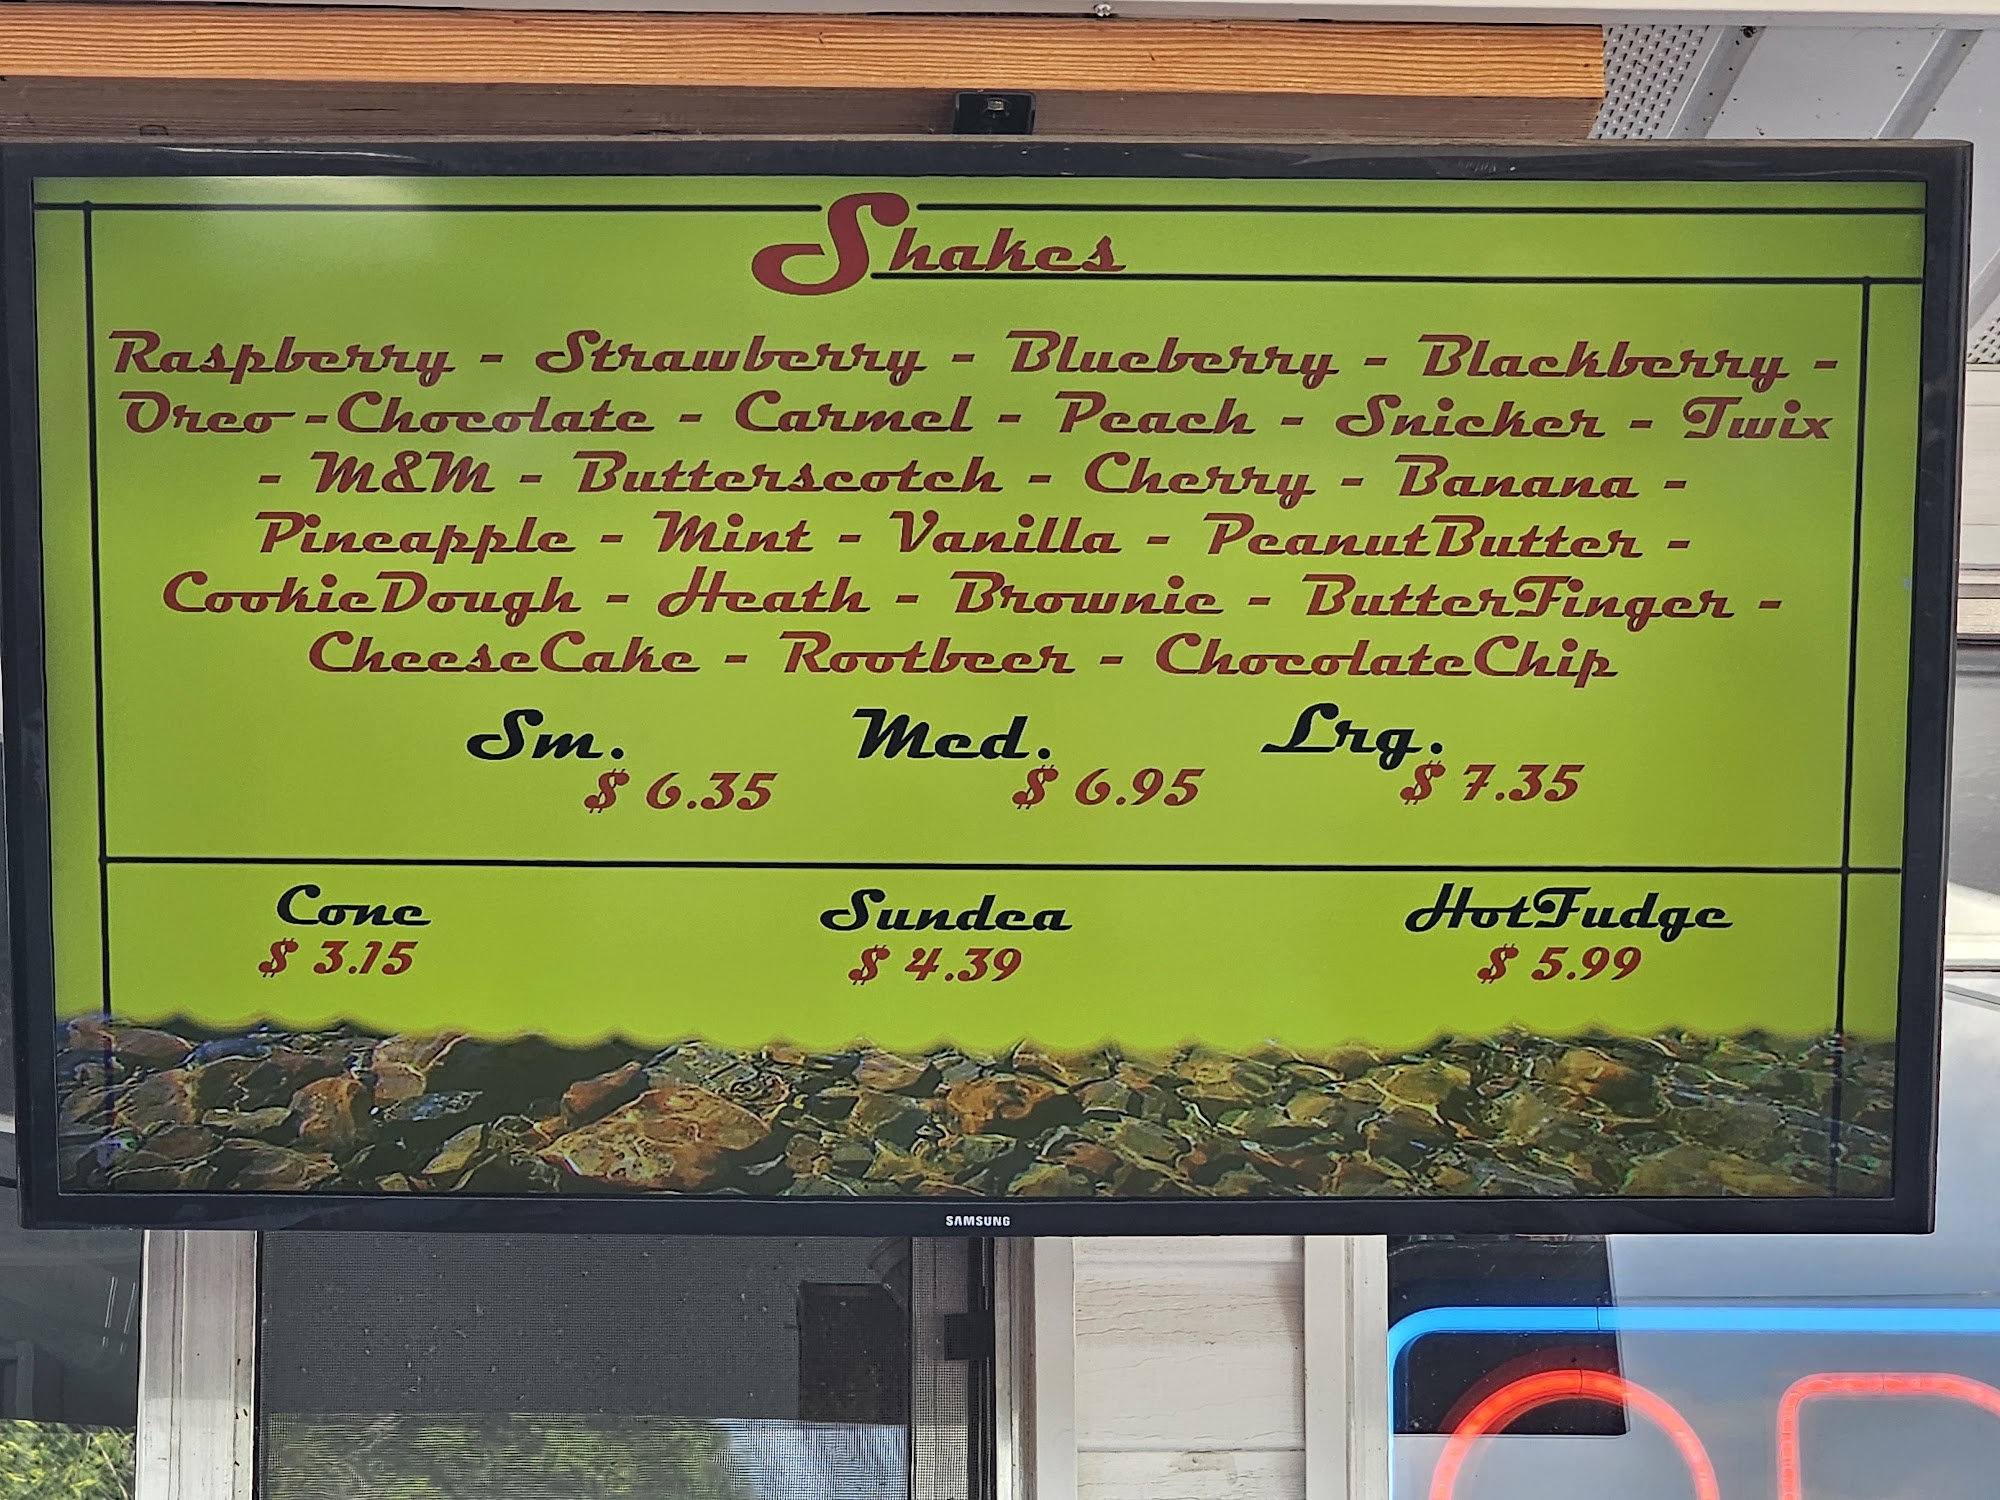 Shakes
Raspberry - Strawberry - Blueberry - Blackberry -
Oreo -Chocolate - Carmel - Peach - Snicker - Twix
- M&M - Butterscotch - Cherry - Banana -
Pineapple - Mint - Vanilla - PeanutButter -
CookieDough - Heath - Brownie - ButterFinger -
CheeseCake - Rootbeer - ChocolateChip
Sm. Med. Lrg.
$ 6.35 $ 6.95 $ 7.35
Cone Sundea HotFudge
$ 3.15 $ 4.39 $ 5.99
SAMSUNG